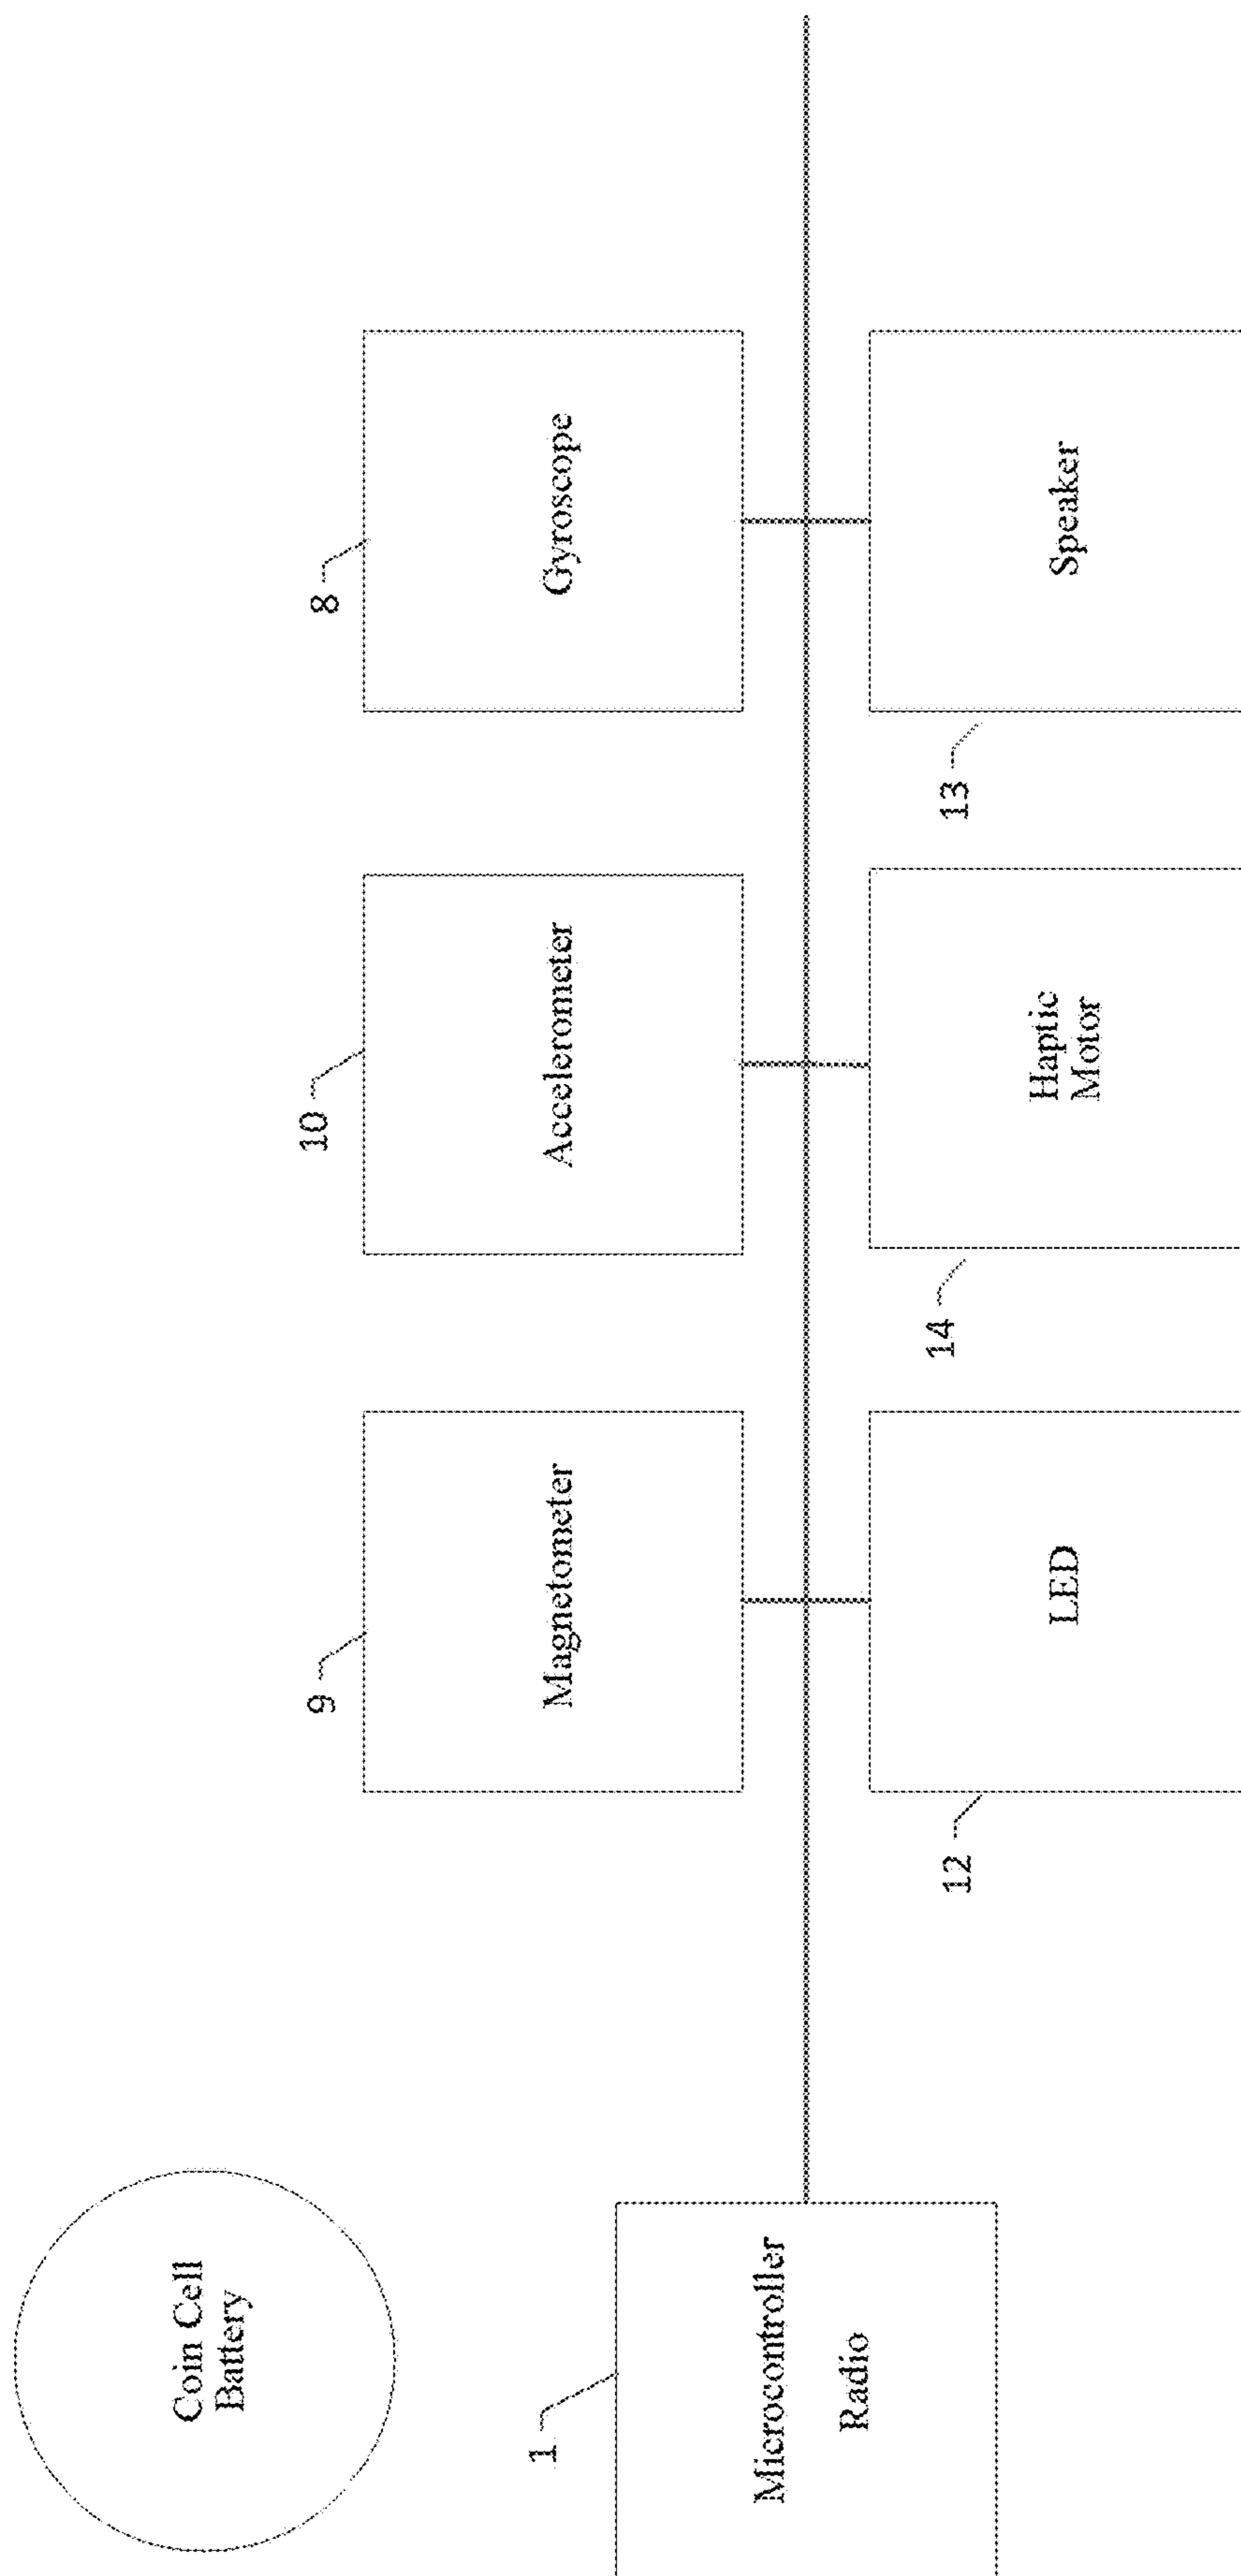 Coin Cell
Battery
1
Microcontroller
Radio
9
Magnetometer
10
Accelerometer
8
Gyroscope
12
LED
14
Haptic
Motor
13
Speaker